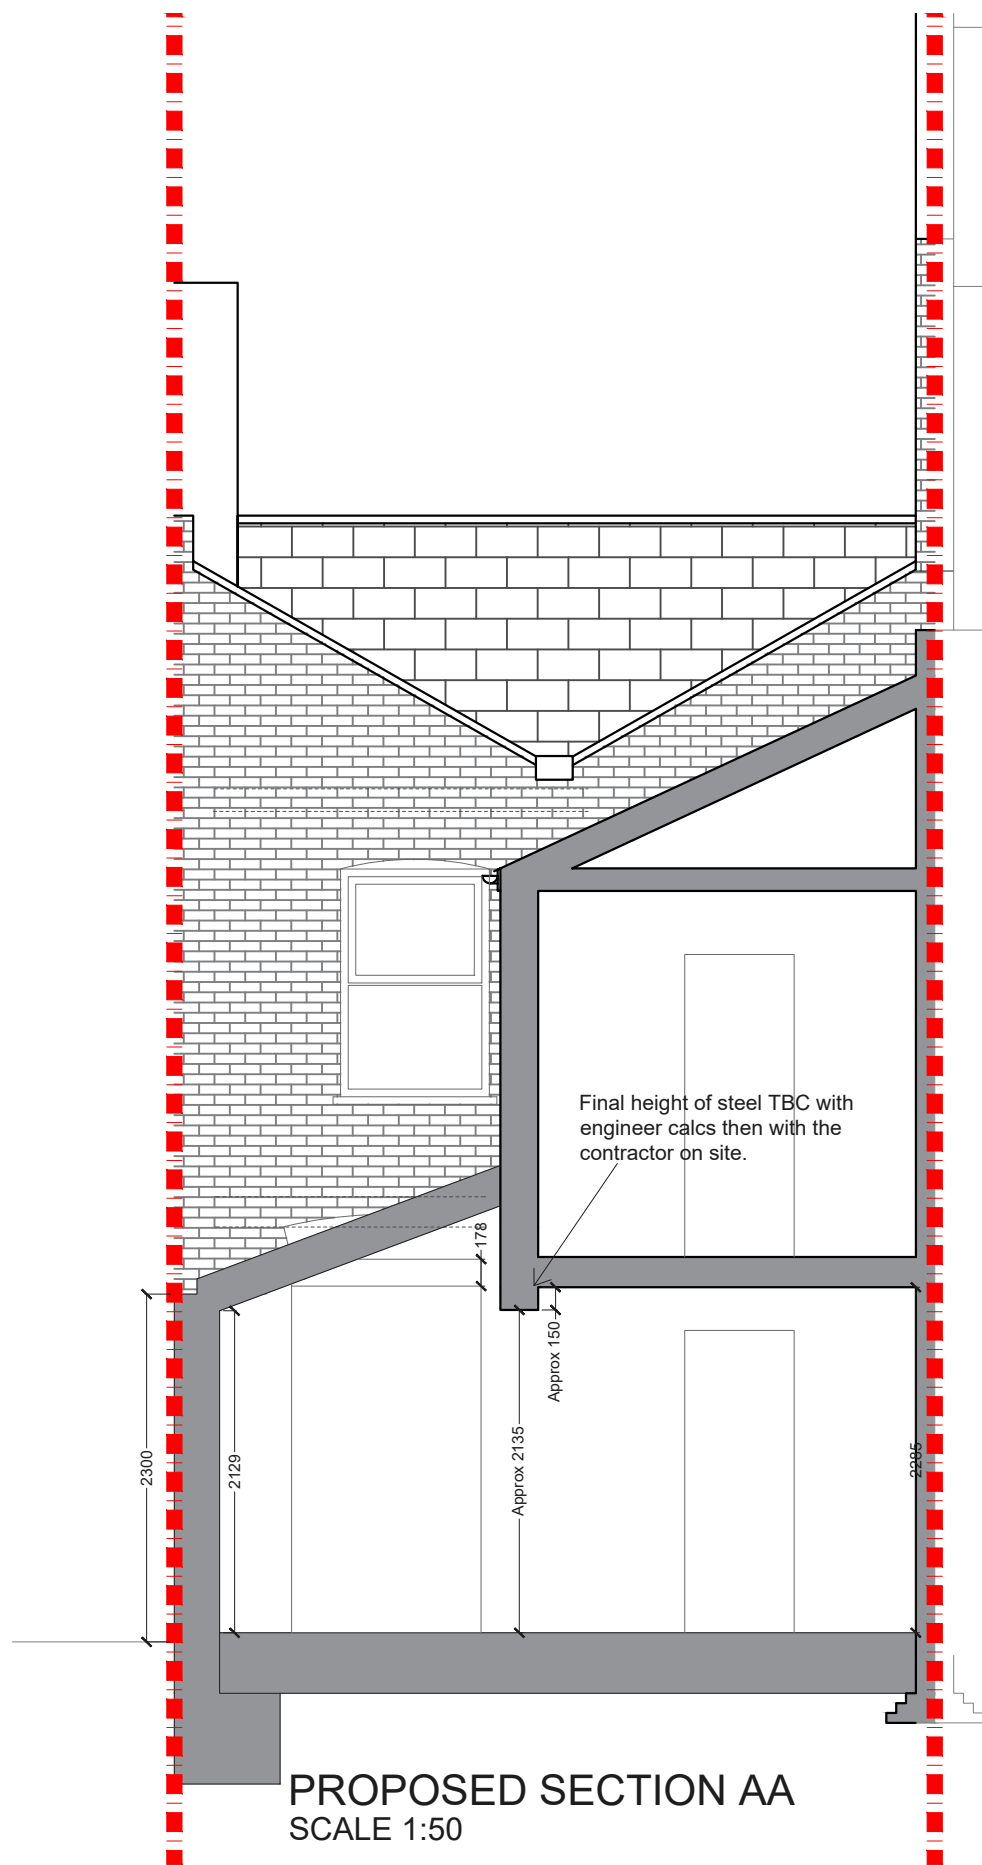 Final height of steel TBC with
engineer calcs then with the
contractor on site.
178
Approx 150
2300
2129
Approx 2135
2285
PROPOSED SECTION AA
SCALE 1:50